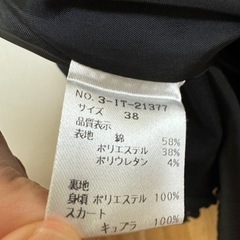 NO. 3-IT-21377
サイズ 38
品質表示
表地 綿 58%
ポリエステル 38%
ポリウレタン 4%
裏地
身頃 ポリエステル 100%
スカート
キュプラ 100%